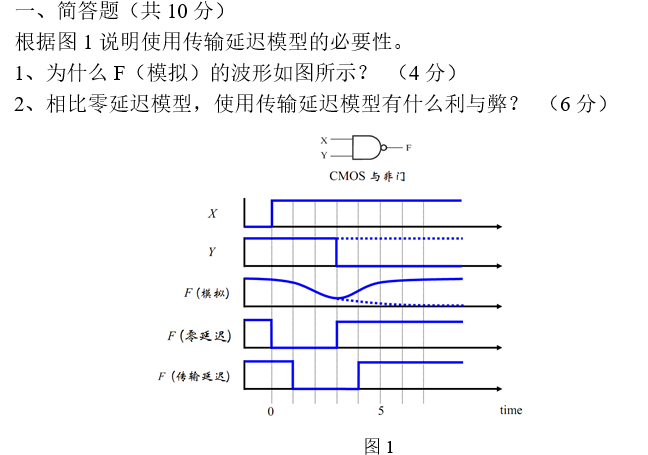 一、简答题（共 10 分）
根据图 1 说明使用传输延迟模型的必要性。
1、为什么 F（模拟）的波形如图所示？ （4 分）
2、相比零延迟模型，使用传输延迟模型有什么利与弊？ （6 分）
X
Y
F
CMOS 与非门
X
Y
F (模拟)
F (零延迟)
F (传输延迟)
0 5 time
图 1